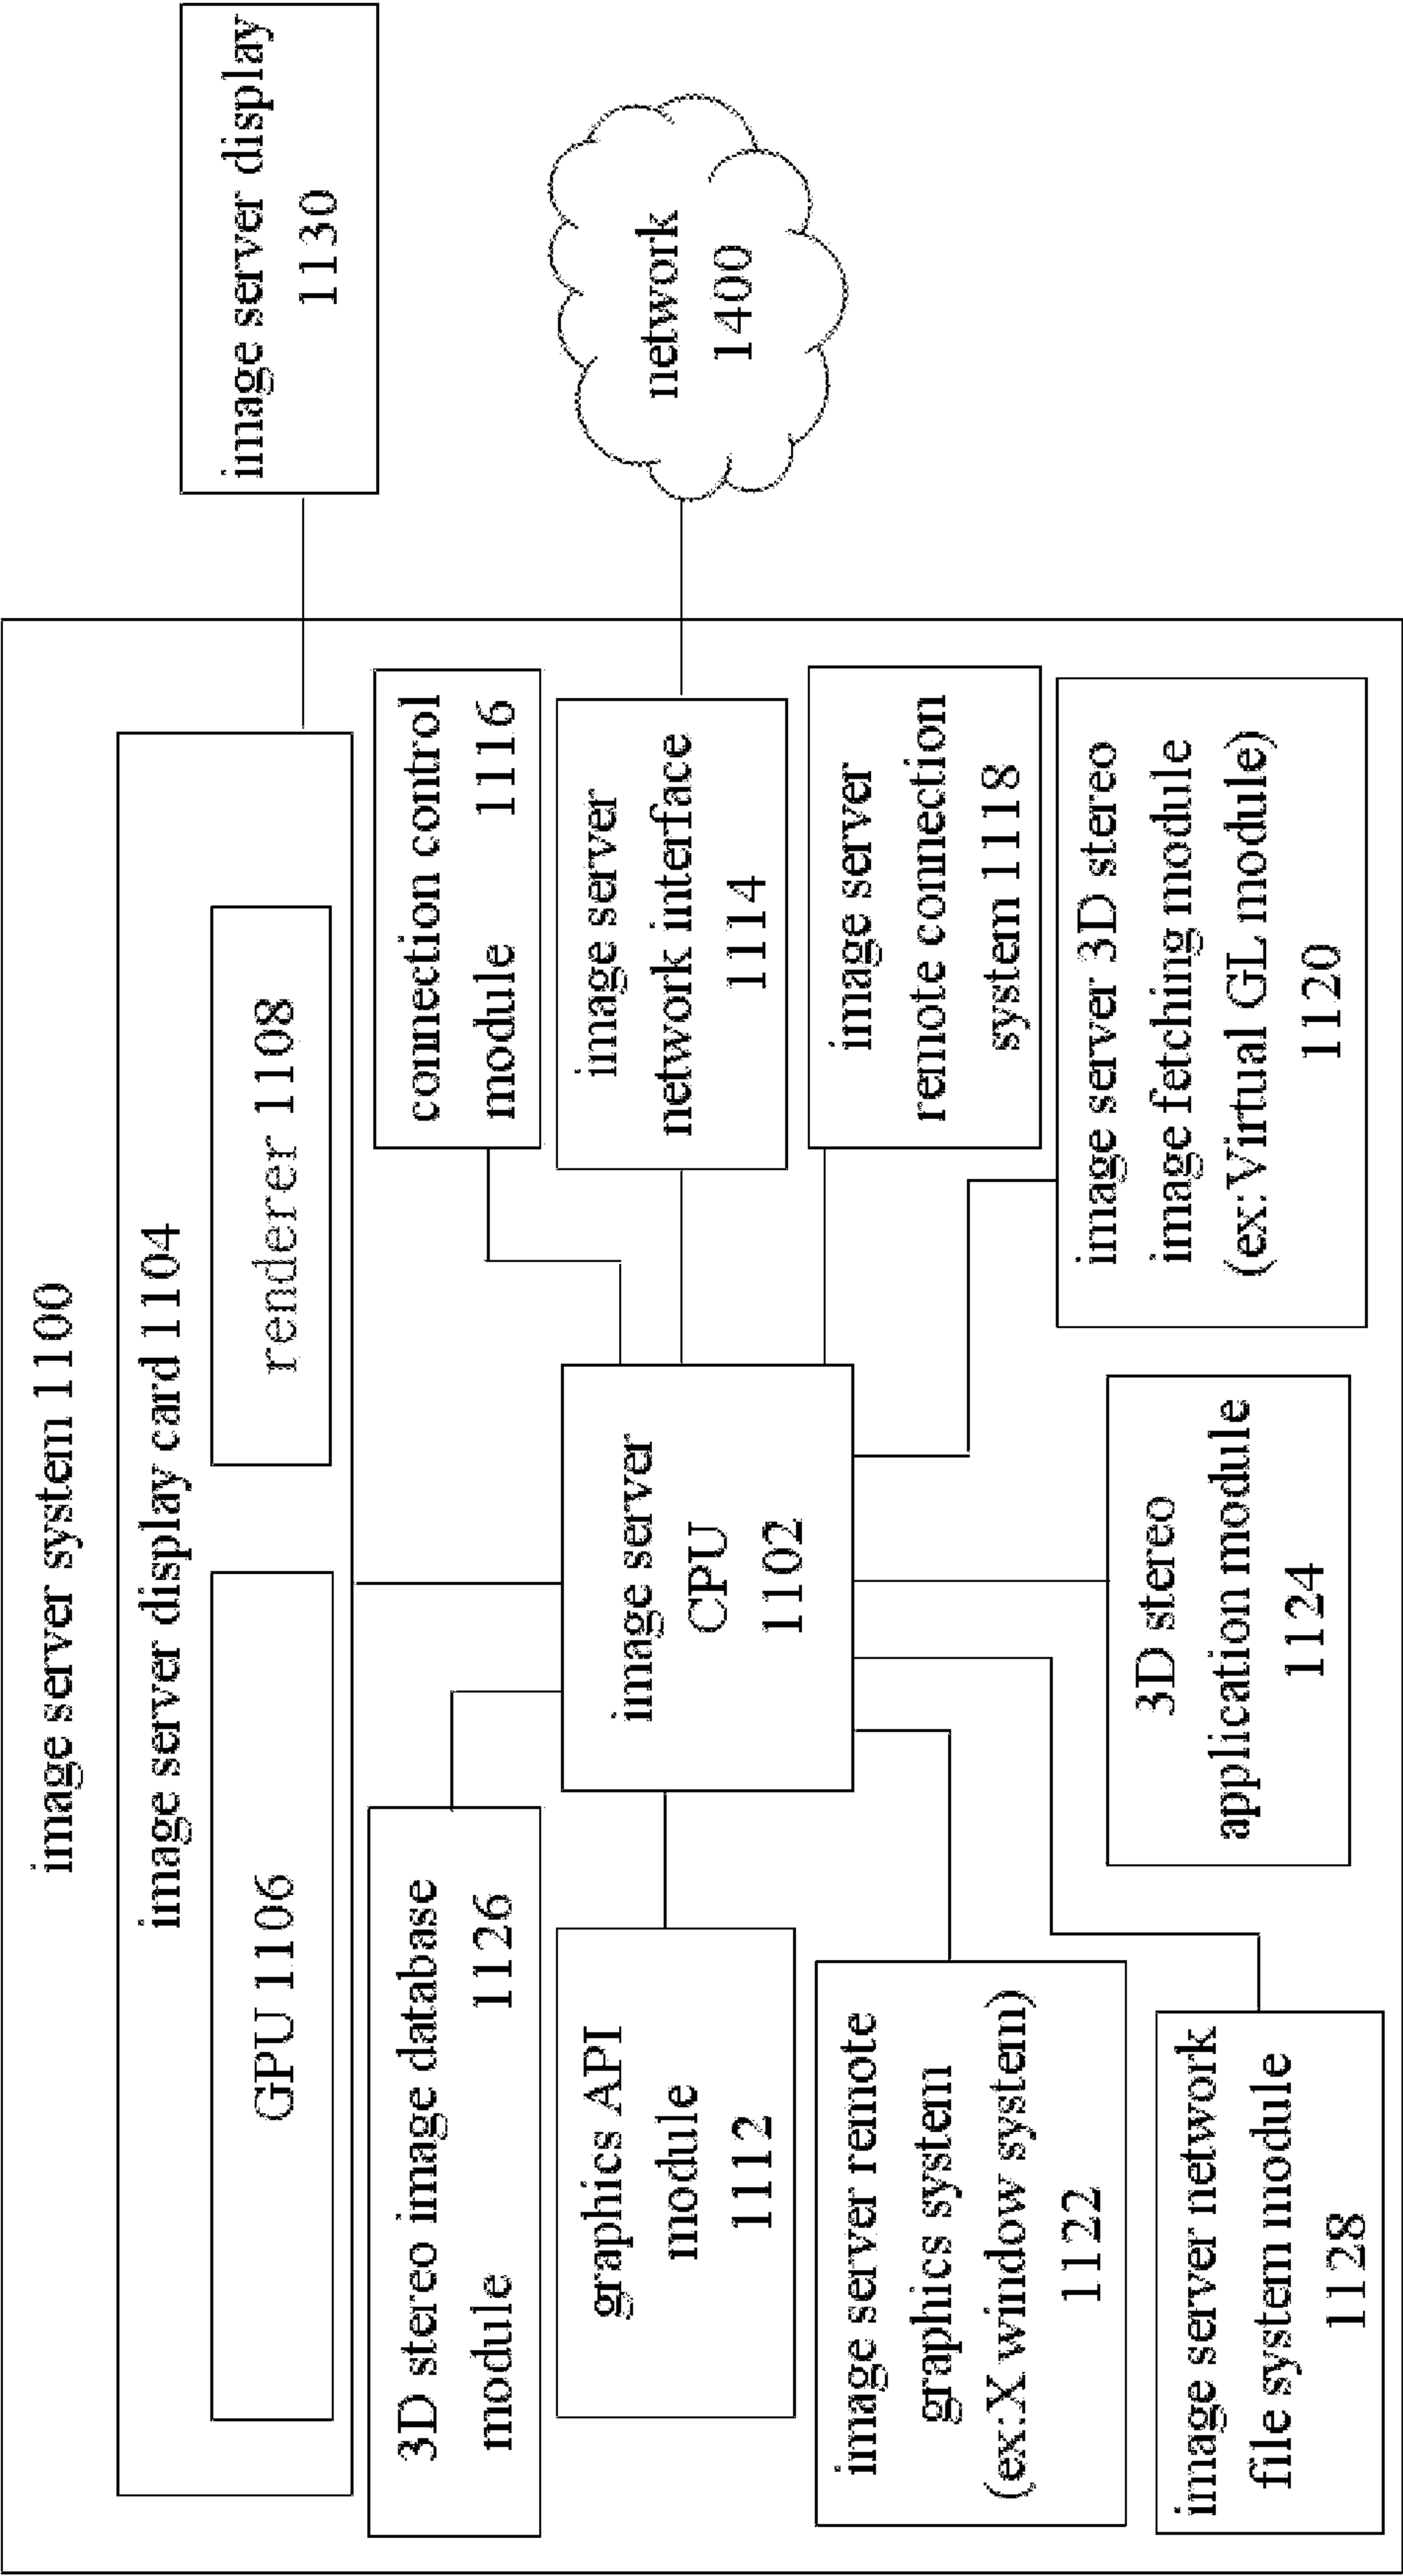 image server system 1100
image server display card 1104
GPU 1106
renderer 1108
image server display
1130
3D stereo image database
module 1126
connection control
module 1116
graphics API
module
1112
image server
CPU
1102
image server
network interface
1114
network
1400
image server remote
graphics system
(ex:X window system)
1122
image server
remote connection
system 1118
image server network
file system module
1128
3D stereo
application module
1124
image server 3D stereo
image fetching module
(ex:Virtual GL module)
1120